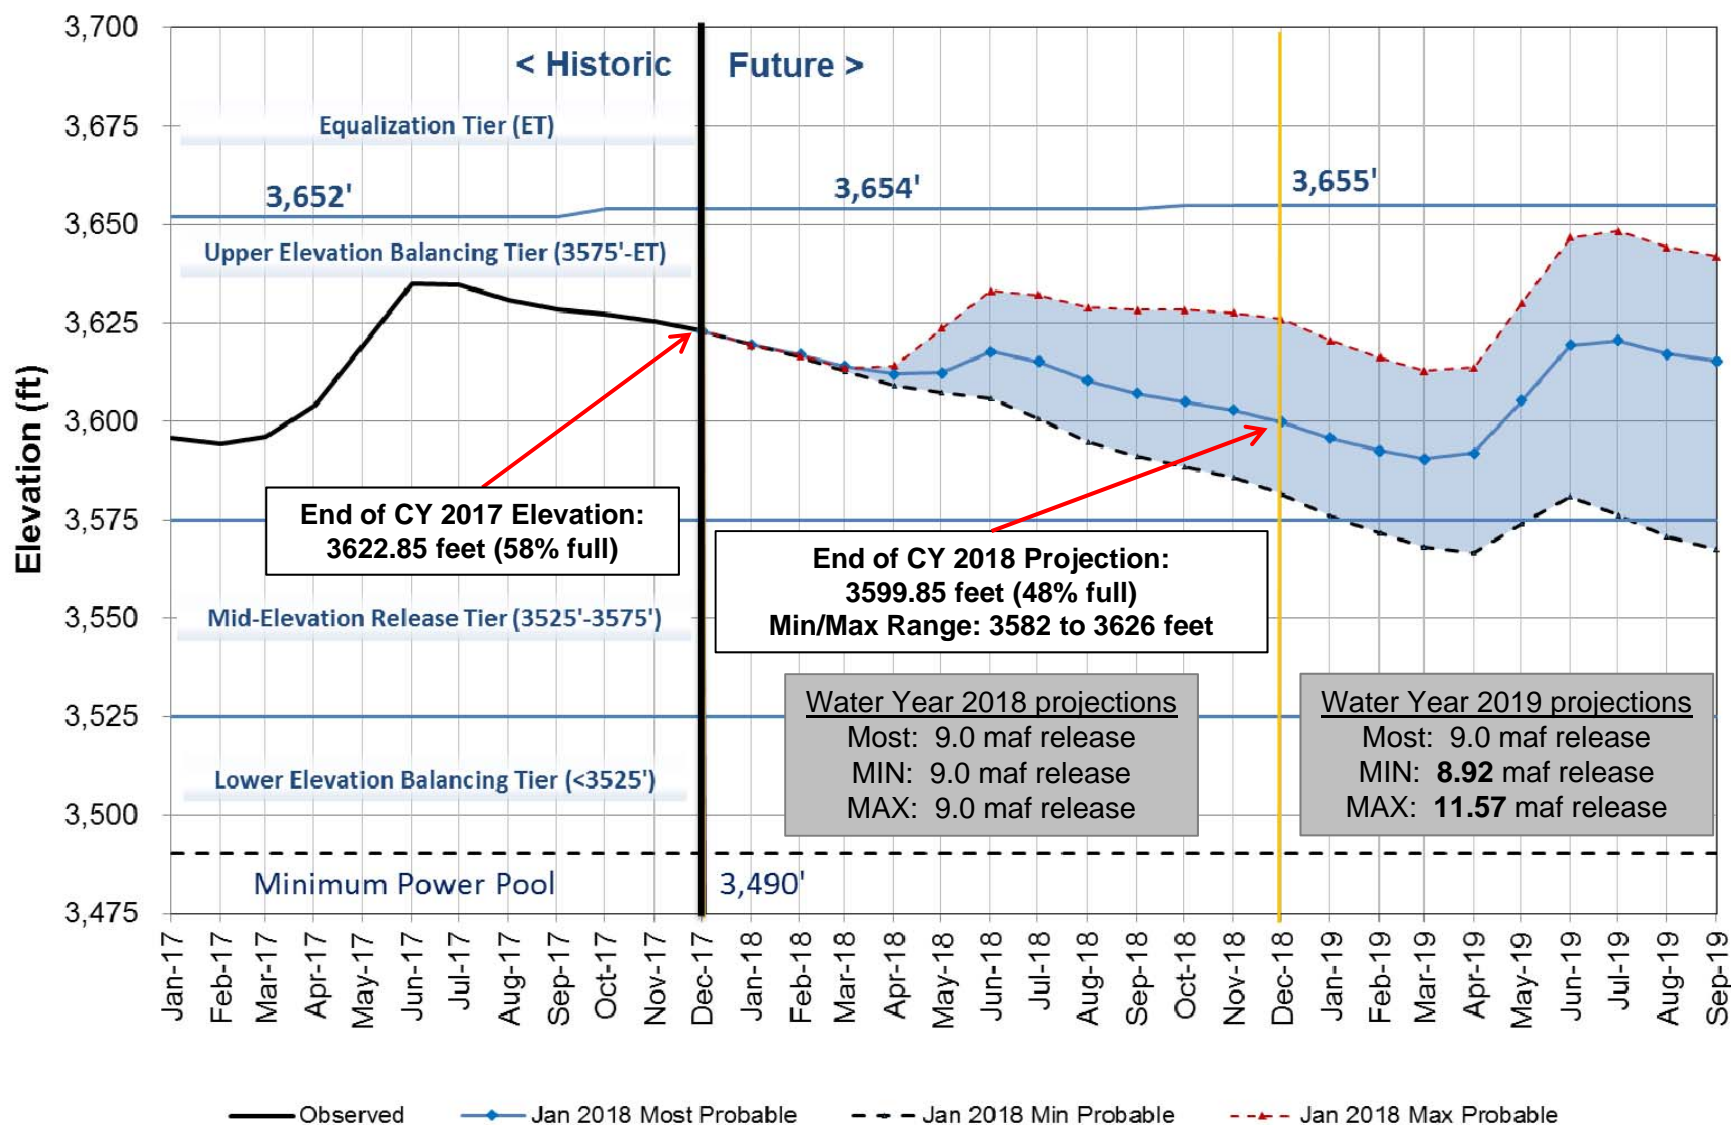 3,700
3,675
3,650
3,625
3,600
3,575
3,550
3,525
3,500
3,475
Elevation (ft)
< Historic
Future >
Equalization Tier (ET)
3,652'
3,654'
3,655'
Upper Elevation Balancing Tier (3575'-ET)
End of CY 2017 Elevation:
3622.85 feet (58% full)
End of CY 2018 Projection:
3599.85 feet (48% full)
Min/Max Range: 3582 to 3626 feet
Mid-Elevation Release Tier (3525'-3575')
Water Year 2018 projections
Most: 9.0 maf release
MIN: 9.0 maf release
MAX: 9.0 maf release
Water Year 2019 projections
Most: 9.0 maf release
MIN: 8.92 maf release
MAX: 11.57 maf release
Lower Elevation Balancing Tier (<3525')
Minimum Power Pool
3,490'
Jan-17
Feb-17
Mar-17
Apr-17
May-17
Jun-17
Jul-17
Aug-17
Sep-17
Oct-17
Nov-17
Dec-17
Jan-18
Feb-18
Mar-18
Apr-18
May-18
Jun-18
Jul-18
Aug-18
Sep-18
Oct-18
Nov-18
Dec-18
Jan-19
Feb-19
Mar-19
Apr-19
May-19
Jun-19
Jul-19
Aug-19
Sep-19
Observed
Jan 2018 Most Probable
Jan 2018 Min Probable
Jan 2018 Max Probable